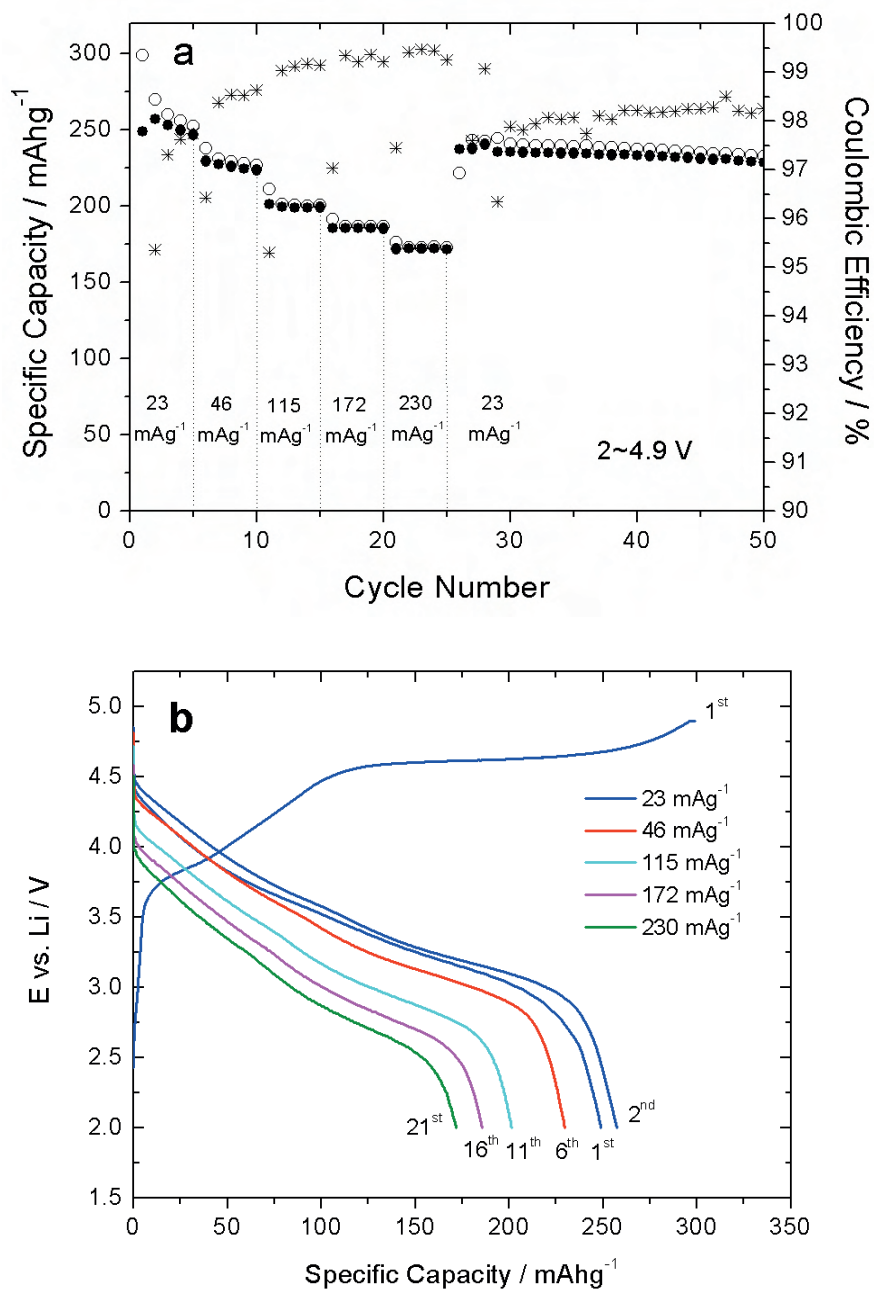 a
300
250
200
150
100
50
0
Specific Capacity / mAhg⁻¹
100
99
98
97
96
95
94
93
92
91
90
Coulombic Efficiency / %
23 mAg⁻¹
46 mAg⁻¹
115 mAg⁻¹
172 mAg⁻¹
230 mAg⁻¹
23 mAg⁻¹
2~4.9 V
0 10 20 30 40 50
Cycle Number
b
5.0
4.5
4.0
3.5
3.0
2.5
2.0
1.5
E vs. Li / V
1ˢᵗ
23 mAg⁻¹
46 mAg⁻¹
115 mAg⁻¹
172 mAg⁻¹
230 mAg⁻¹
21ˢᵗ 16ᵗʰ 11ᵗʰ 6ᵗʰ 1ˢᵗ 2ⁿᵈ
0 50 100 150 200 250 300 350
Specific Capacity / mAhg⁻¹